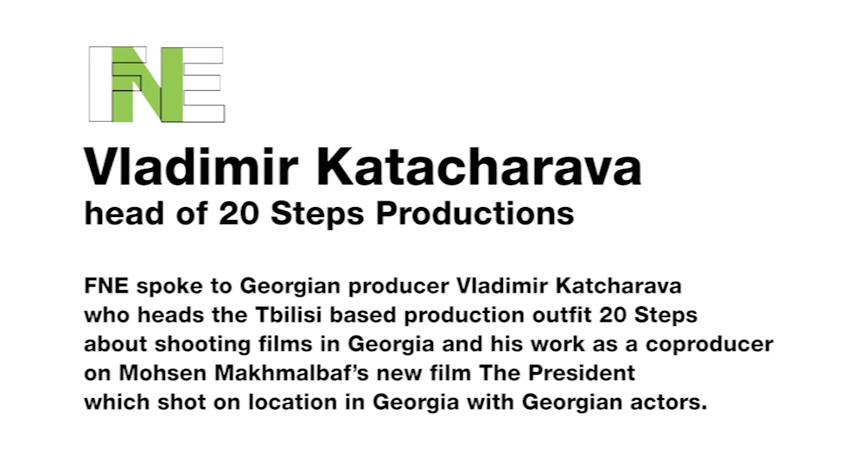 FNE
Vladimir Katacharava
head of 20 Steps Productions
FNE spoke to Georgian producer Vladimir Katcharava
who heads the Tbilisi based production outfit 20 Steps
about shooting films in Georgia and his work as a coproducer
on Mohsen Makhmalbaf’s new film The President
which shot on location in Georgia with Georgian actors.